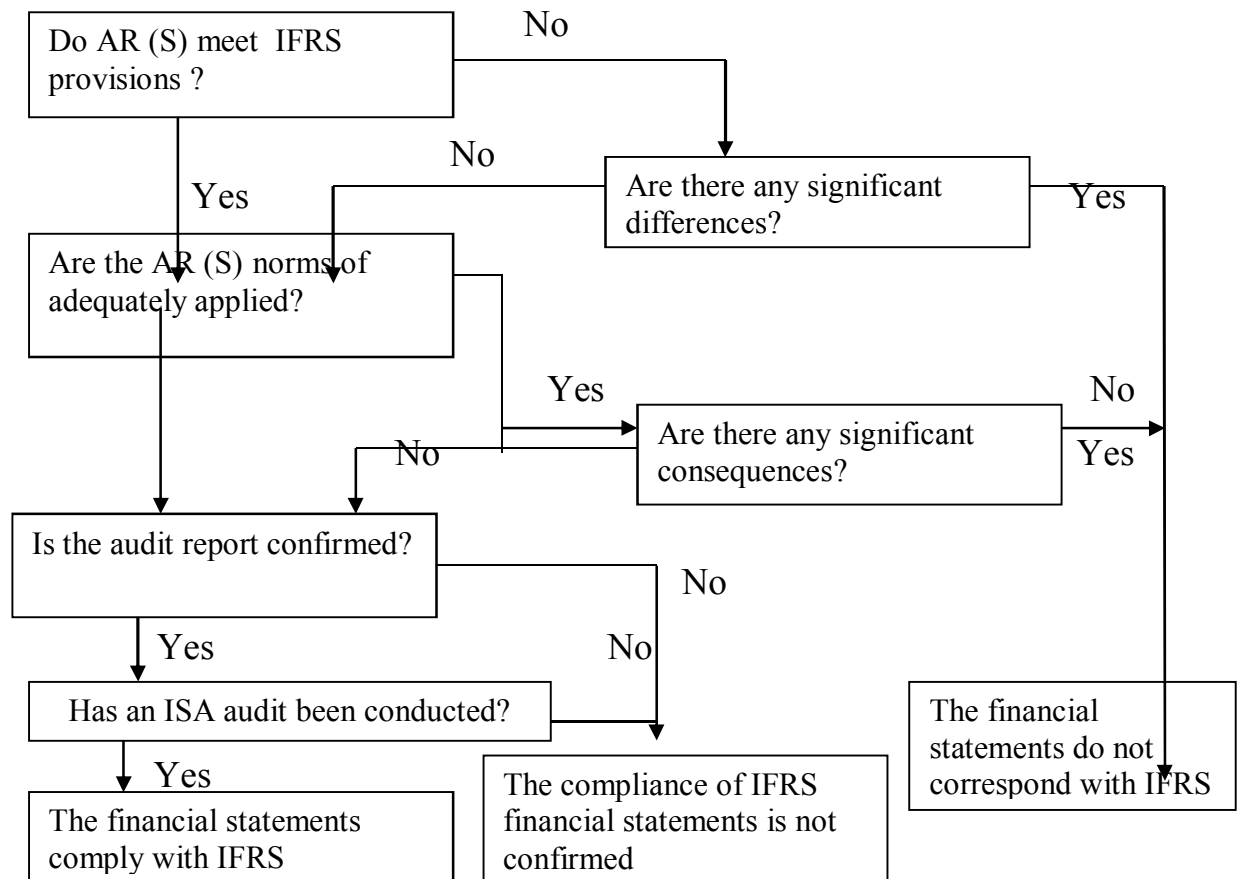 No
Do AR (S) meet IFRS
provisions ?
No
Yes
Are there any significant
differences?
Yes
Are the AR (S) norms of
adequately applied?
Yes
No
Are there any significant
consequences?
Yes
No
Is the audit report confirmed?
No
Yes
No
Has an ISA audit been conducted?
The financial
statements do not
correspond with IFRS
Yes
The compliance of IFRS
financial statements is not
confirmed
The financial statements
comply with IFRS